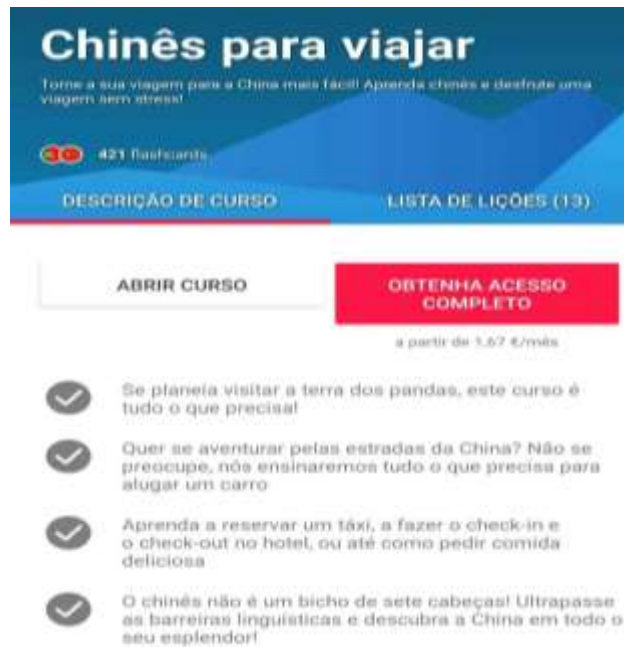 Chinês para viajar
Torne a sua viagem para a China mais fácil! Aprenda chinês e desfrute uma
viagem sem stress!
421 flashcards
DESCRIÇÃO DE CURSO
LISTA DE LIÇÕES (13)
ABRIR CURSO
OBTENHA ACESSO
COMPLETO
a partir de 1,67 €/mês
Se planeia visitar a terra dos pandas, este curso é
tudo o que precisa!
Quer se aventurar pelas estradas da China? Não se
preocupe, nós ensinaremos tudo o que precisa para
alugar um carro
Aprenda a reservar um táxi, a fazer o check-in e
o check-out no hotel, ou até como pedir comida
deliciosa
O chinês não é um bicho de sete cabeças! Ultrapasse
as barreiras linguísticas e descubra a China em todo o
seu esplendor!